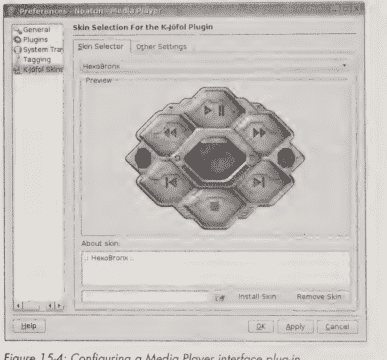 Preferences - Noatun - Media Player
General
Plugins
System Tray
Tagging
K-Jöfol Skins
Skin Selection For the K-Jöfol Plugin
Skin Selector
Other Settings
HexoBronx
Preview
About skin:
.: HexoBronx :.
Install Skin
Remove Skin
Help
OK
Apply
Cancel
Figure 15-4: Configuring a Media Player interface plug-in